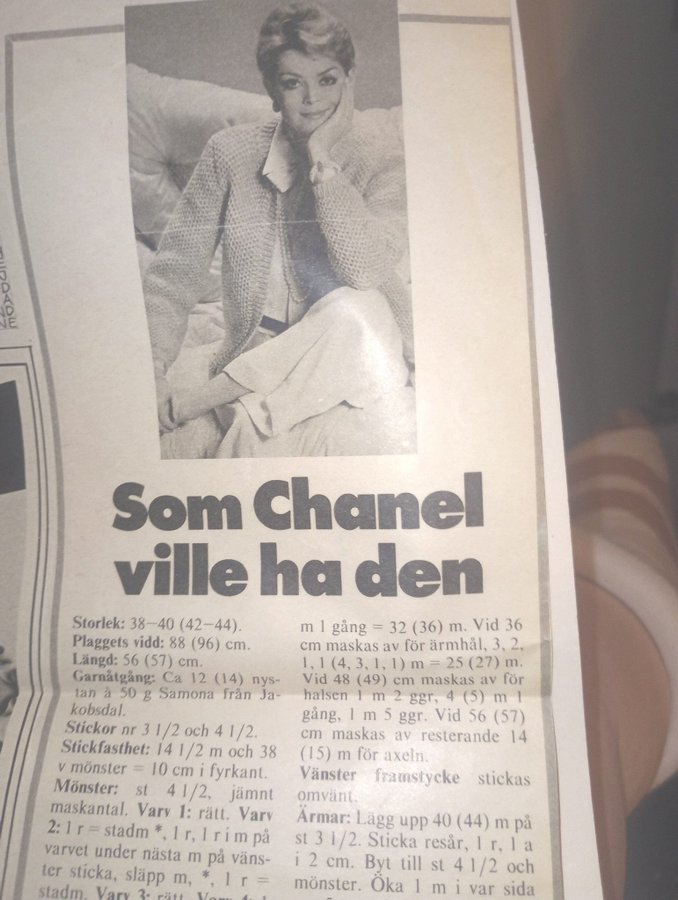 Som Chanel
ville ha den
Storlek: 38–40 (42–44).
Plaggets vidd: 88 (96) cm.
Längd: 56 (57) cm.
Garnåtgång: Ca 12 (14) nys-
tan à 50 g Samona från Ja-
kobsdal.
Stickor nr 3 1/2 och 4 1/2.
Stickfasthet: 14 1/2 m och 38
v mönster = 10 cm i fyrkant.
Mönster: st 4 1/2, jämnt
maskantal. Varv 1: rätt. Varv
2: 1 r = stadm *, 1 r, 1 r i m på
varvet under nästa m på väns-
ter sticka, släpp m, *, 1 r =
stadm. Varv 3: rätt. Varv 4: 1
m 1 gång = 32 (36) m. Vid 36
cm maskas av för ärmhål, 3, 2,
1, 1 (4, 3, 1, 1) m = 25 (27) m.
Vid 48 (49) cm maskas av för
halsen 1 m 2 ggr, 4 (5) m 1
gång, 1 m 5 ggr. Vid 56 (57)
cm maskas av resterande 14
(15) m för axeln.
Vänster framstycke stickas
omvänt.
Ärmar: Lägg upp 40 (44) m på
st 3 1/2. Sticka resår, 1 r, 1 a
i 2 cm. Byt till st 4 1/2 och
mönster. Öka 1 m i var sida